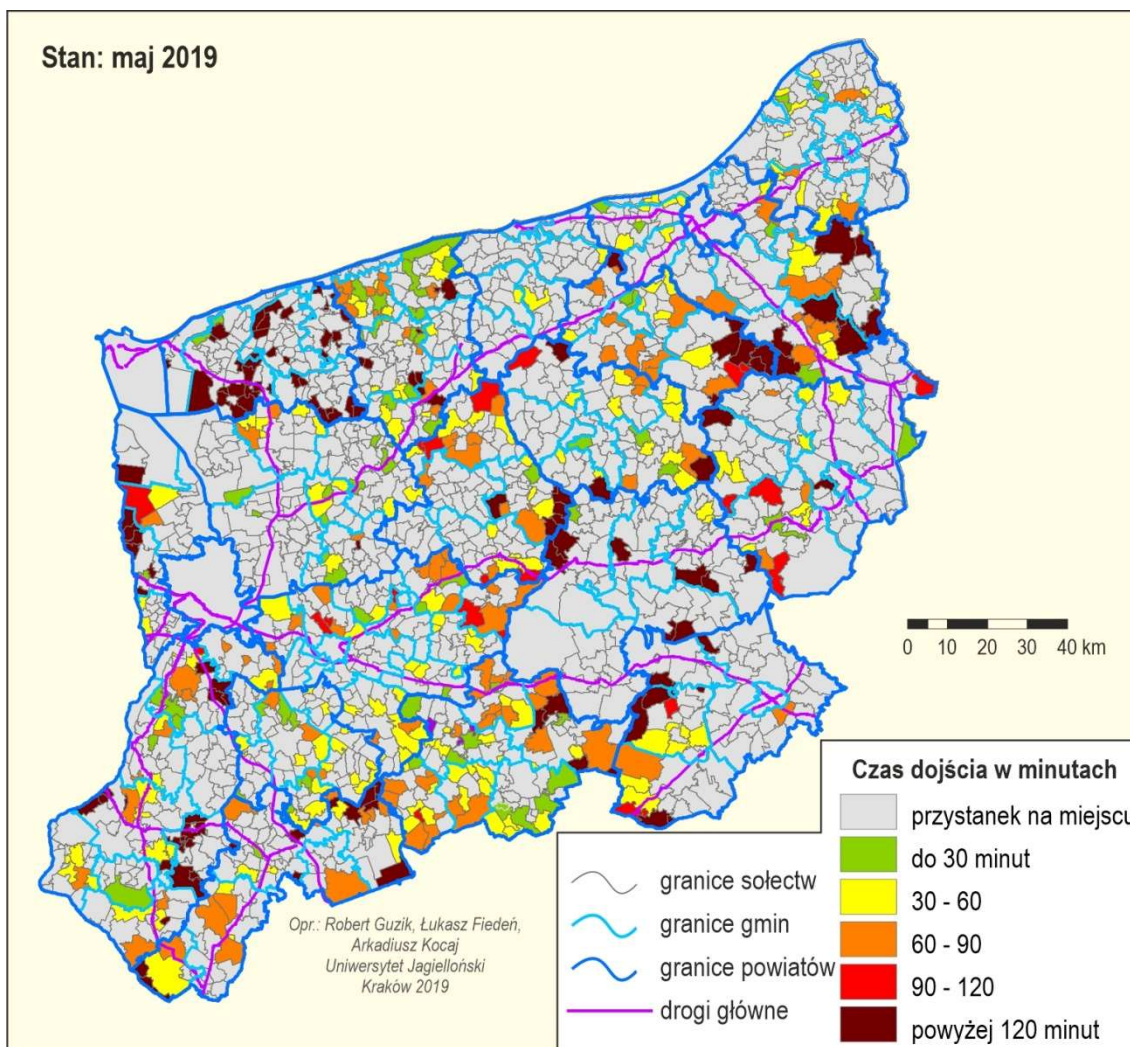 Stan: maj 2019
0 10 20 30 40 km
Czas dojścia w minutach
przystanek na miejscu
do 30 minut
30 - 60
60 - 90
90 - 120
powyżej 120 minut
granice sołectw
granice gmin
granice powiatów
drogi główne
Opr.: Robert Guzik, Łukasz Fiedeń,
Arkadiusz Kocaj
Uniwersytet Jagielloński
Kraków 2019